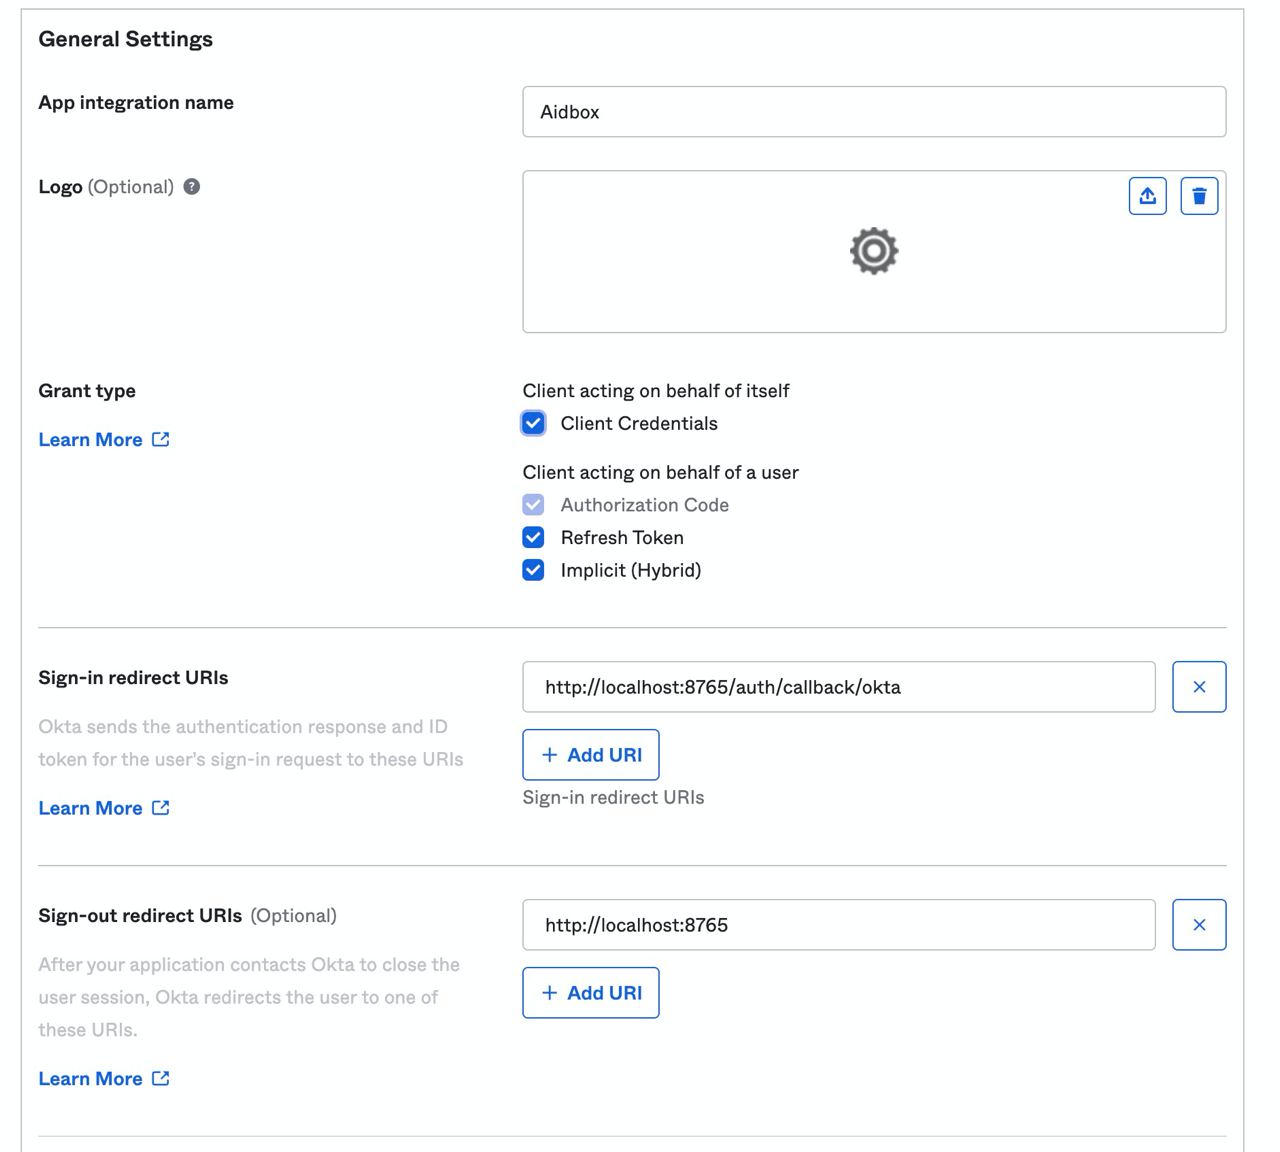 General Settings
App integration name
Aidbox
Logo (Optional) ?
Grant type
Client acting on behalf of itself
Learn More
Client Credentials
Client acting on behalf of a user
Authorization Code
Refresh Token
Implicit (Hybrid)
Sign-in redirect URIs
http://localhost:8765/auth/callback/okta
Okta sends the authentication response and ID
token for the user's sign-in request to these URIs
+ Add URI
Sign-in redirect URIs
Learn More
Sign-out redirect URIs (Optional)
http://localhost:8765
After your application contacts Okta to close the
user session, Okta redirects the user to one of
these URIs.
+ Add URI
Learn More